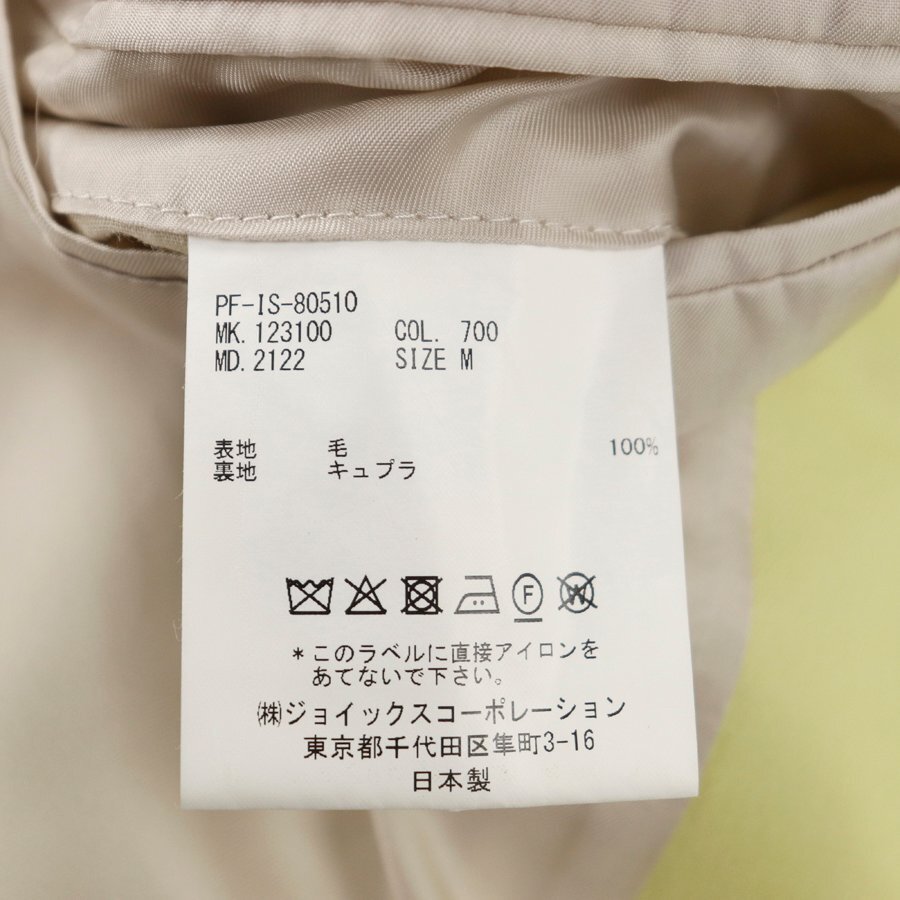 PF-IS-80510
MK.123100 COL. 700
MD.2122 SIZE M
表地 毛 100%
裏地 キュプラ
F W
*このラベルに直接アイロンを
あてないで下さい。
㈱ジョイックスコーポレーション
東京都千代田区隼町3-16
日本製